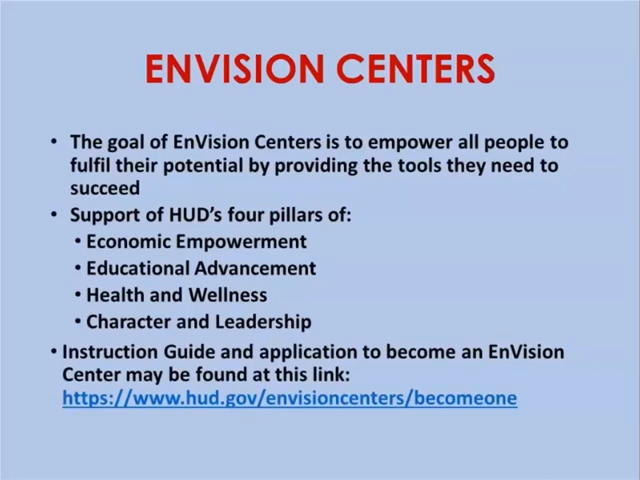 ENVISION CENTERS
• The goal of EnVision Centers is to empower all people to
fulfil their potential by providing the tools they need to
succeed
• Support of HUD's four pillars of:
• Economic Empowerment
• Educational Advancement
• Health and Wellness
• Character and Leadership
• Instruction Guide and application to become an EnVision
Center may be found at this link:
https://www.hud.gov/envisioncenters/becomeone